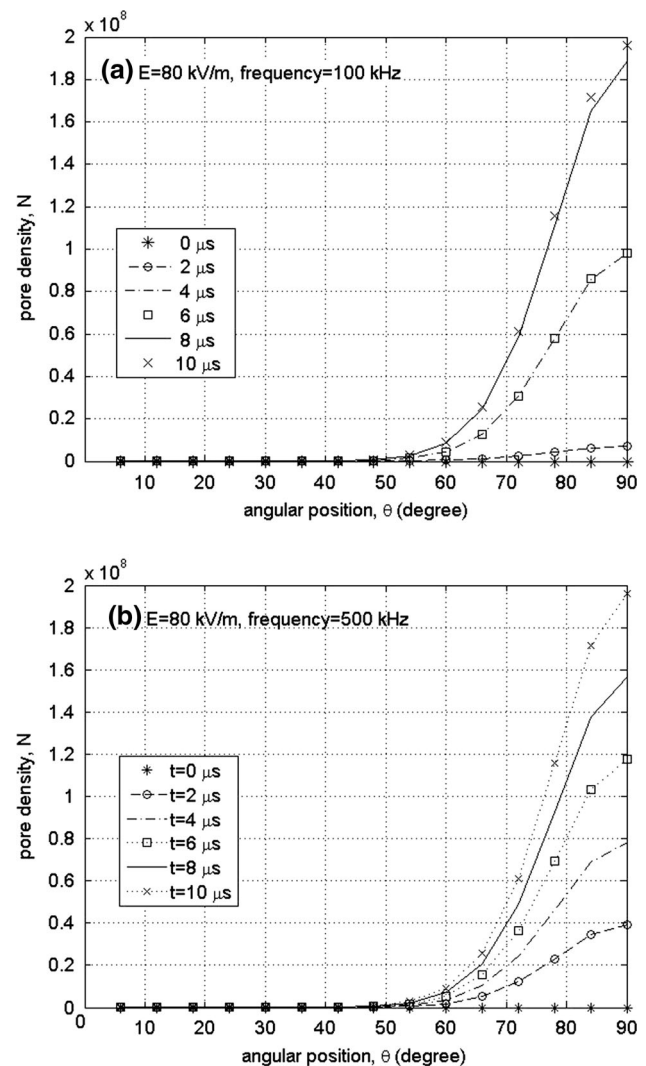 x 10⁸
2
(a) E=80 kV/m, frequency=100 kHz
1.8
1.6
1.4
1.2
1
0.8
0.6
0.4
0.2
0
pore density, N
0 μs
2 μs
4 μs
6 μs
8 μs
10 μs
10 20 30 40 50 60 70 80 90
angular position, θ (degree)
x 10⁸
2
(b) E=80 kV/m, frequency=500 kHz
1.8
1.6
1.4
1.2
1
0.8
0.6
0.4
0.2
0
pore density, N
t=0 μs
t=2 μs
t=4 μs
t=6 μs
t=8 μs
t=10 μs
0 10 20 30 40 50 60 70 80 90
angular position, θ (degree)